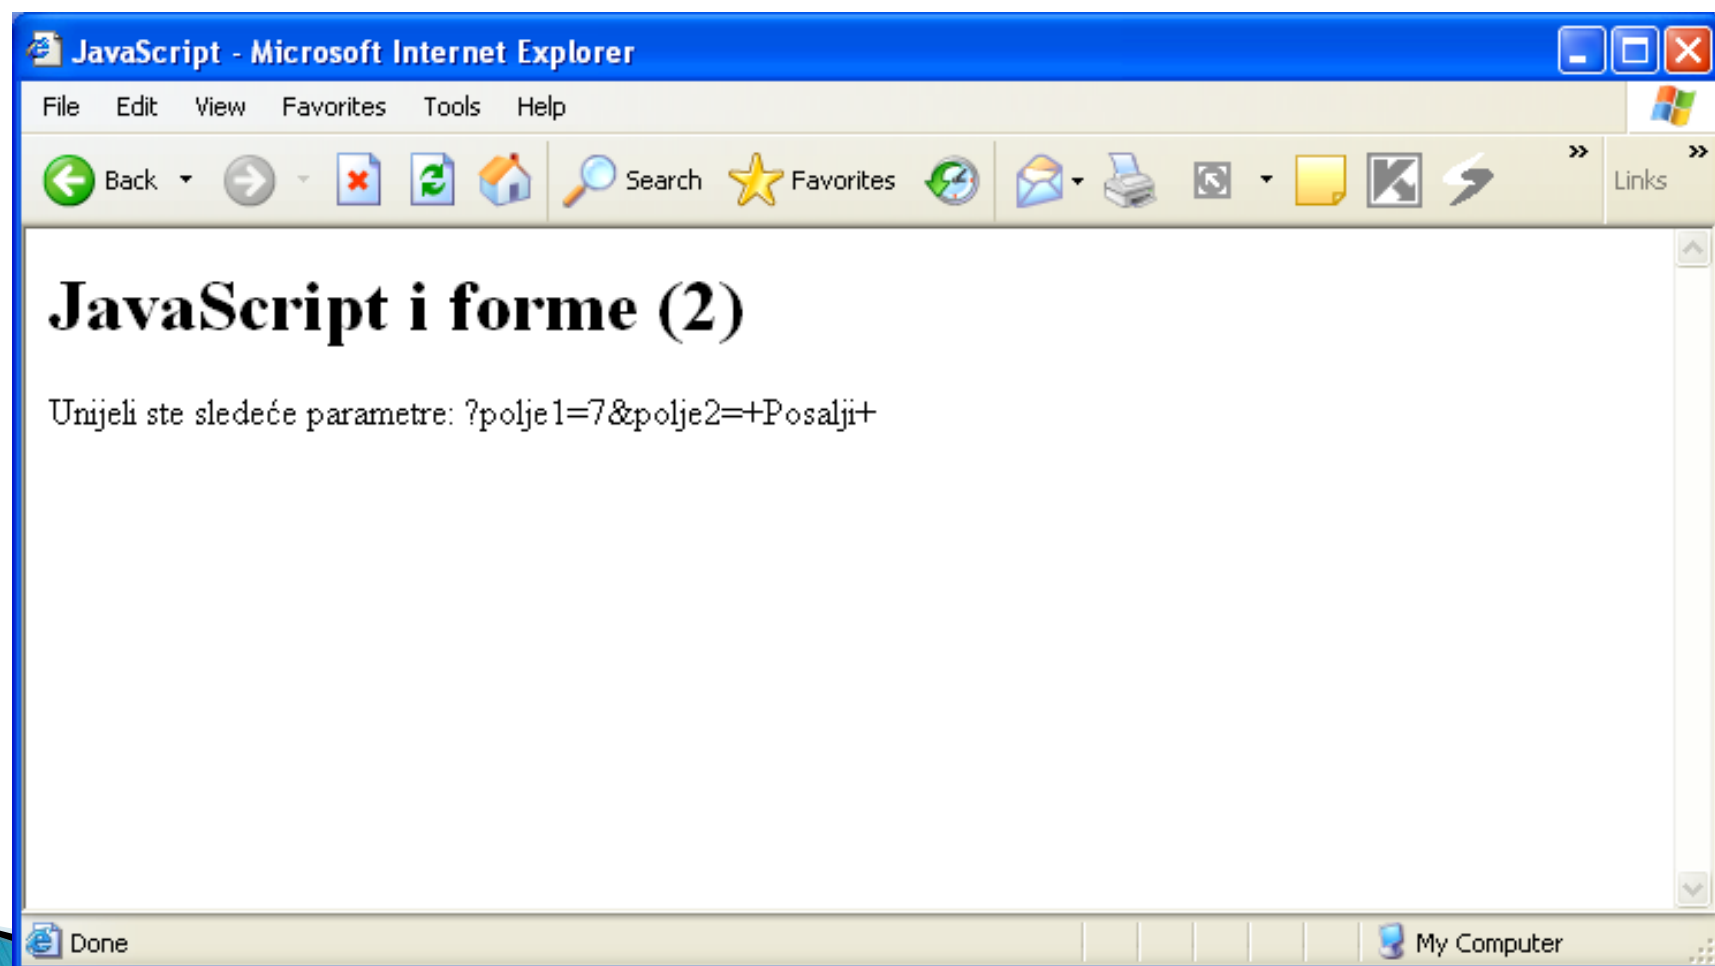 JavaScript - Microsoft Internet Explorer
File Edit View Favorites Tools Help
Back Search Favorites Links
JavaScript i forme (2)
Unijeli ste sledeće parametre: ?polje1=7&polje2=+Posalji+
Done My Computer